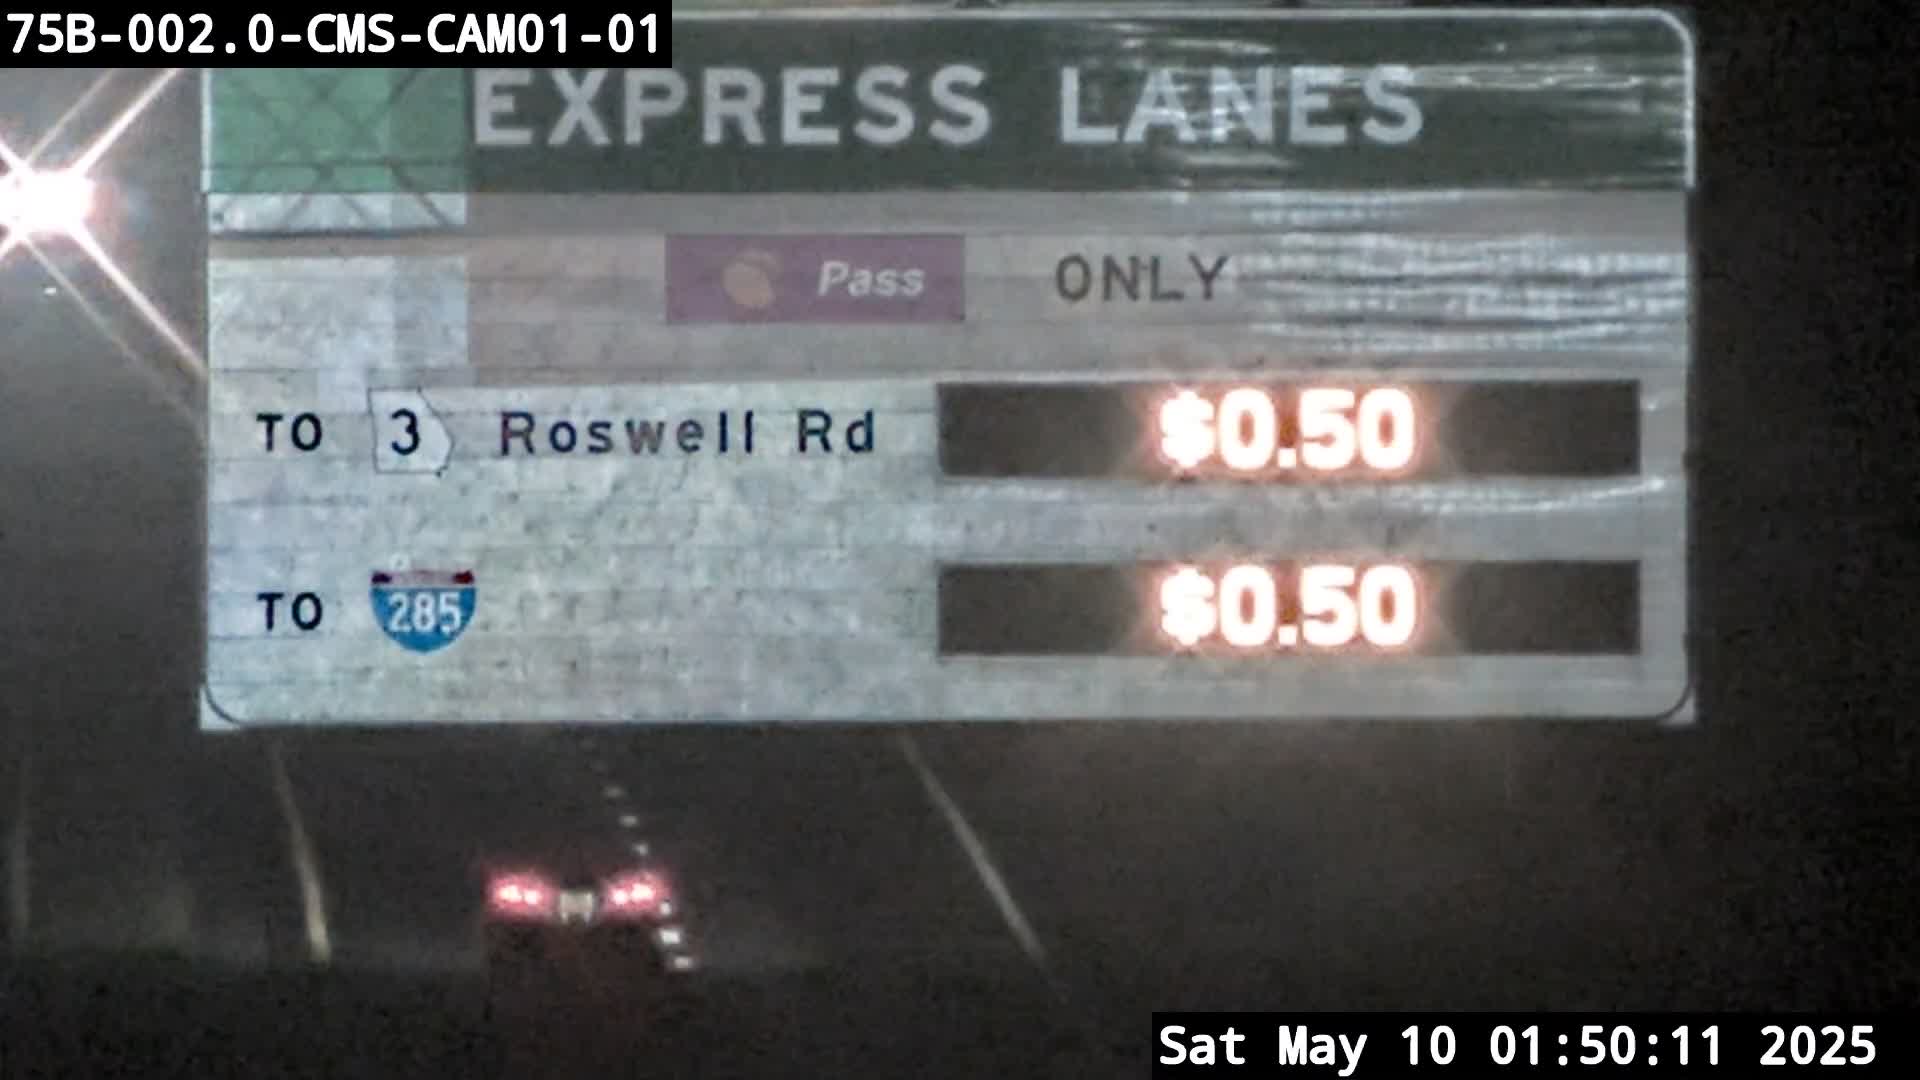 75B-002.0-CMS-CAM01-01
EXPRESS LANES
Pass ONLY
TO 3 Roswell Rd $0.50
TO 285 $0.50
Sat May 10 01:50:11 2025